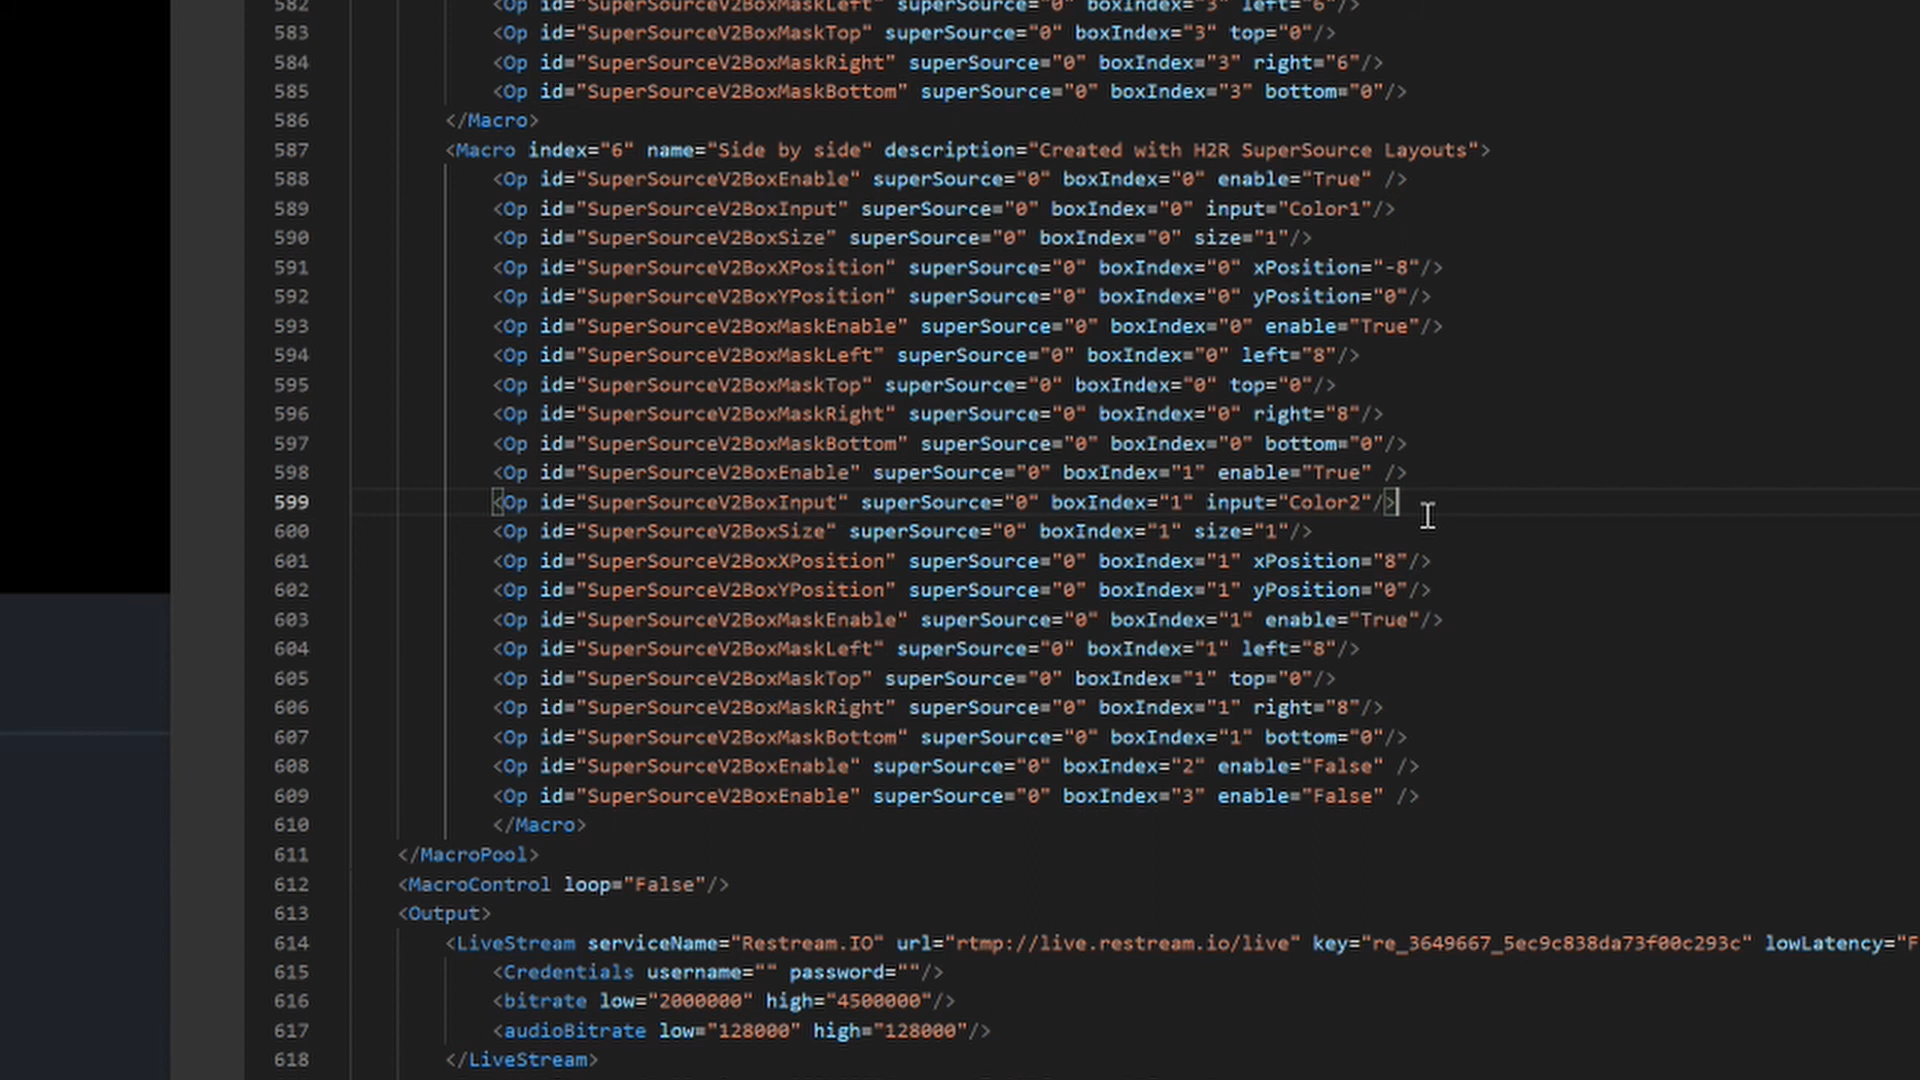 582 <Op id="SuperSourceV2BoxMaskLeft" superSource="0" boxIndex="3" left="6"/>
583 <Op id="SuperSourceV2BoxMaskTop" superSource="0" boxIndex="3" top="0"/>
584 <Op id="SuperSourceV2BoxMaskRight" superSource="0" boxIndex="3" right="6"/>
585 <Op id="SuperSourceV2BoxMaskBottom" superSource="0" boxIndex="3" bottom="0"/>
586 </Macro>
587 <Macro index="6" name="Side by side" description="Created with H2R SuperSource Layouts">
588 <Op id="SuperSourceV2BoxEnable" superSource="0" boxIndex="0" enable="True" />
589 <Op id="SuperSourceV2BoxInput" superSource="0" boxIndex="0" input="Color1"/>
590 <Op id="SuperSourceV2BoxSize" superSource="0" boxIndex="0" size="1"/>
591 <Op id="SuperSourceV2BoxXPosition" superSource="0" boxIndex="0" xPosition="-8"/>
592 <Op id="SuperSourceV2BoxYPosition" superSource="0" boxIndex="0" yPosition="0"/>
593 <Op id="SuperSourceV2BoxMaskEnable" superSource="0" boxIndex="0" enable="True"/>
594 <Op id="SuperSourceV2BoxMaskLeft" superSource="0" boxIndex="0" left="8"/>
595 <Op id="SuperSourceV2BoxMaskTop" superSource="0" boxIndex="0" top="0"/>
596 <Op id="SuperSourceV2BoxMaskRight" superSource="0" boxIndex="0" right="8"/>
597 <Op id="SuperSourceV2BoxMaskBottom" superSource="0" boxIndex="0" bottom="0"/>
598 <Op id="SuperSourceV2BoxEnable" superSource="0" boxIndex="1" enable="True" />
599 <Op id="SuperSourceV2BoxInput" superSource="0" boxIndex="1" input="Color2"/>
600 <Op id="SuperSourceV2BoxSize" superSource="0" boxIndex="1" size="1"/>
601 <Op id="SuperSourceV2BoxXPosition" superSource="0" boxIndex="1" xPosition="8"/>
602 <Op id="SuperSourceV2BoxYPosition" superSource="0" boxIndex="1" yPosition="0"/>
603 <Op id="SuperSourceV2BoxMaskEnable" superSource="0" boxIndex="1" enable="True"/>
604 <Op id="SuperSourceV2BoxMaskLeft" superSource="0" boxIndex="1" left="8"/>
605 <Op id="SuperSourceV2BoxMaskTop" superSource="0" boxIndex="1" top="0"/>
606 <Op id="SuperSourceV2BoxMaskRight" superSource="0" boxIndex="1" right="8"/>
607 <Op id="SuperSourceV2BoxMaskBottom" superSource="0" boxIndex="1" bottom="0"/>
608 <Op id="SuperSourceV2BoxEnable" superSource="0" boxIndex="2" enable="False" />
609 <Op id="SuperSourceV2BoxEnable" superSource="0" boxIndex="3" enable="False" />
610 </Macro>
611 </MacroPool>
612 <MacroControl loop="False"/>
613 <Output>
614 <LiveStream serviceName="Restream.IO" url="rtmp://live.restream.io/live" key="re_3649667_5ec9c838da73f00c293c" lowLatency="F
615 <Credentials username="" password=""/>
616 <bitrate low="2000000" high="4500000"/>
617 <audioBitrate low="128000" high="128000"/>
618 </LiveStream>